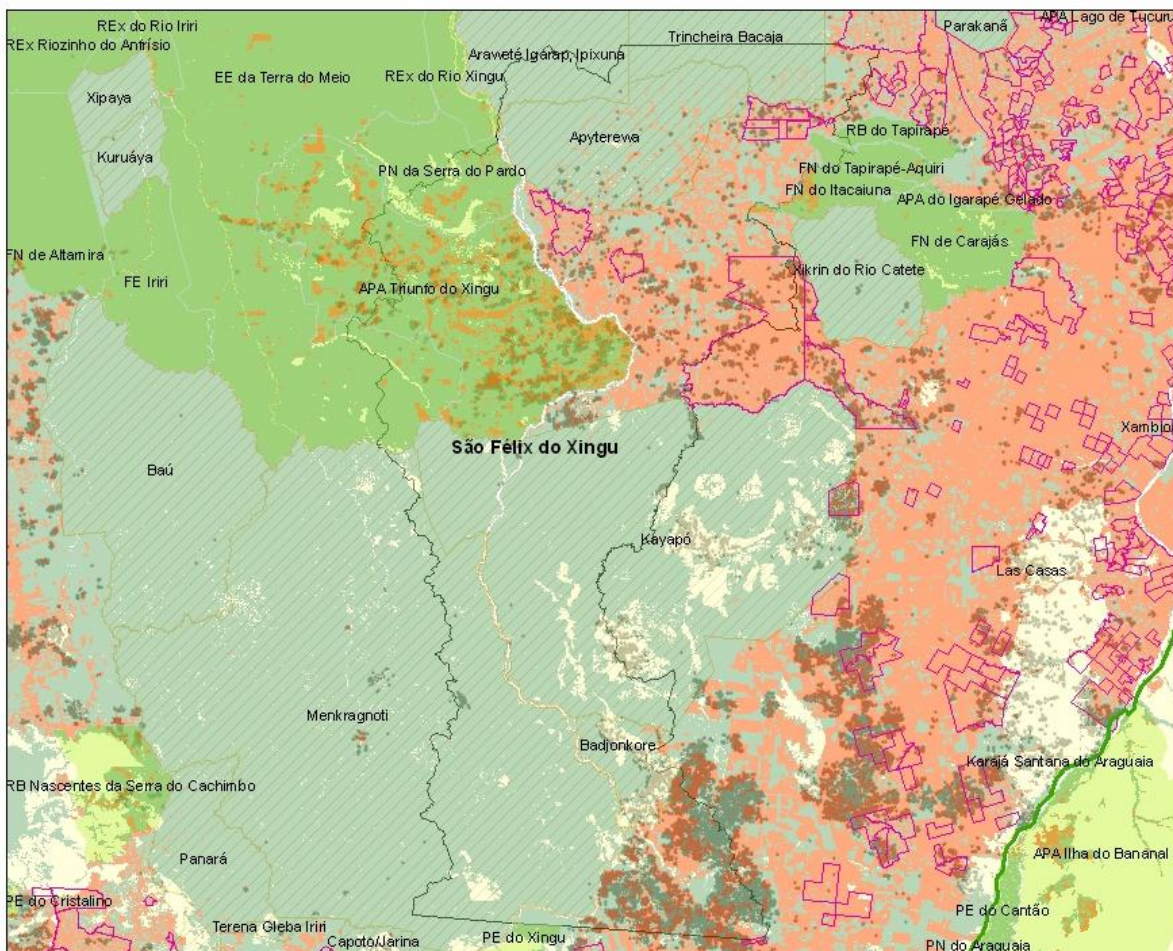 REx do Rio Iriri
APA Lago de Tucuru
Parakanã
Trincheira Bacaja
REx Riozinho do Anfrísio
Araweté Igarap, Ipixuna
EE da Terra do Meio
REx do Rio Xingu
Xipaya
Apyterewa
RB do Tapirapé
Kuruáya
PN da Serra do Pardo
FN do Tapirapé-Aquiri
FN do Itacaiuna
APA do Igarapé Gelado
FN de Carajás
FN de Altamira
Xikrin do Rio Catete
FE Iriri
APA Triunfo do Xingu
Xambioi
São Félix do Xingu
Baú
Kayapó
Las Casas
Menkragnoti
Badjonkore
Karajá Santana do Araguaia
RB Nascentes da Serra do Cachimbo
APA Ilha do Bananal
Panará
PE do Cristalino
PE do Cantão
Terena Gleba Iriri
PE do Xingu
Capoto/Jarina
PN do Araguaia